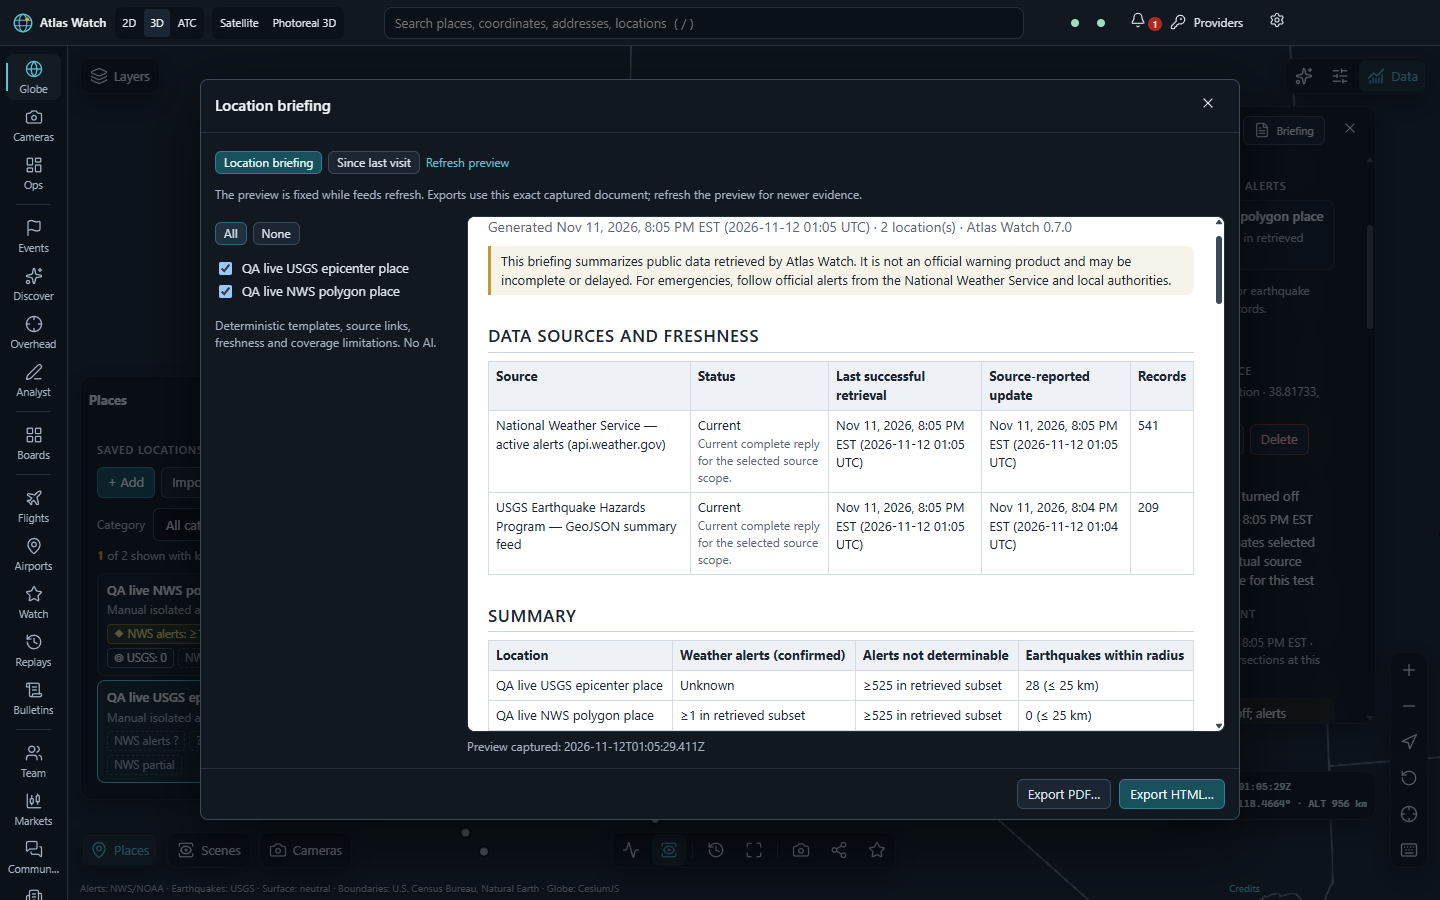 Atlas Watch
2D
3D
ATC
Satellite
Photoreal 3D
Search places, coordinates, addresses, locations ( / )
1
Providers
Globe
Cameras
Ops
Events
Discover
Overhead
Analyst
Boards
Flights
Airports
Watch
Replays
Bulletins
Team
Markets
Commun...
Layers
Data
Location briefing
Location briefing
Since last visit
Refresh preview
The preview is fixed while feeds refresh. Exports use this exact captured document; refresh the preview for newer evidence.
All
None
QA live USGS epicenter place
QA live NWS polygon place
Deterministic templates, source links,
freshness and coverage limitations. No AI.
Generated Nov 11, 2026, 8:05 PM EST (2026-11-12 01:05 UTC) · 2 location(s) · Atlas Watch 0.7.0
This briefing summarizes public data retrieved by Atlas Watch. It is not an official warning product and may be
incomplete or delayed. For emergencies, follow official alerts from the National Weather Service and local authorities.
DATA SOURCES AND FRESHNESS
Source
Status
Last successful
retrieval
Source-reported
update
Records
National Weather Service —
active alerts (api.weather.gov)
Current
Current complete reply
for the selected source
scope.
Nov 11, 2026, 8:05 PM
EST (2026-11-12 01:05
UTC)
Nov 11, 2026, 8:05 PM
EST (2026-11-12 01:05
UTC)
541
USGS Earthquake Hazards
Program — GeoJSON summary
feed
Current
Current complete reply
for the selected source
scope.
Nov 11, 2026, 8:05 PM
EST (2026-11-12 01:05
UTC)
Nov 11, 2026, 8:04 PM
EST (2026-11-12 01:04
UTC)
209
SUMMARY
Location
Weather alerts (confirmed)
Alerts not determinable
Earthquakes within radius
QA live USGS epicenter place
Unknown
≥525 in retrieved subset
28 (≤ 25 km)
QA live NWS polygon place
≥1 in retrieved subset
≥525 in retrieved subset
0 (≤ 25 km)
Preview captured: 2026-11-12T01:05:29.411Z
Export PDF...
Export HTML...
Places
SAVED LOCATIONS
+ Add
Impo
Category
All cat
1 of 2 shown with k
QA live NWS po
Manual isolated a
NWS alerts: ≥
USGS: 0
NW
QA live USGS ep
Manual isolated a
NWS alerts ?
NWS partial
Briefing
ALERTS
polygon place
in retrieved
or earthquake
ords.
CE
tion · 38.81733,
Delete
turned off
8:05 PM EST
ates selected
tual source
e for this test
NT
8:05 PM EST ·
rsections at this
off; alerts
01:05:29Z
118.4664° · ALT 956 km
Places
Scenes
Cameras
Alerts: NWS/NOAA · Earthquakes: USGS · Surface: neutral · Boundaries: U.S. Census Bureau, Natural Earth · Globe: CesiumJS
Credits